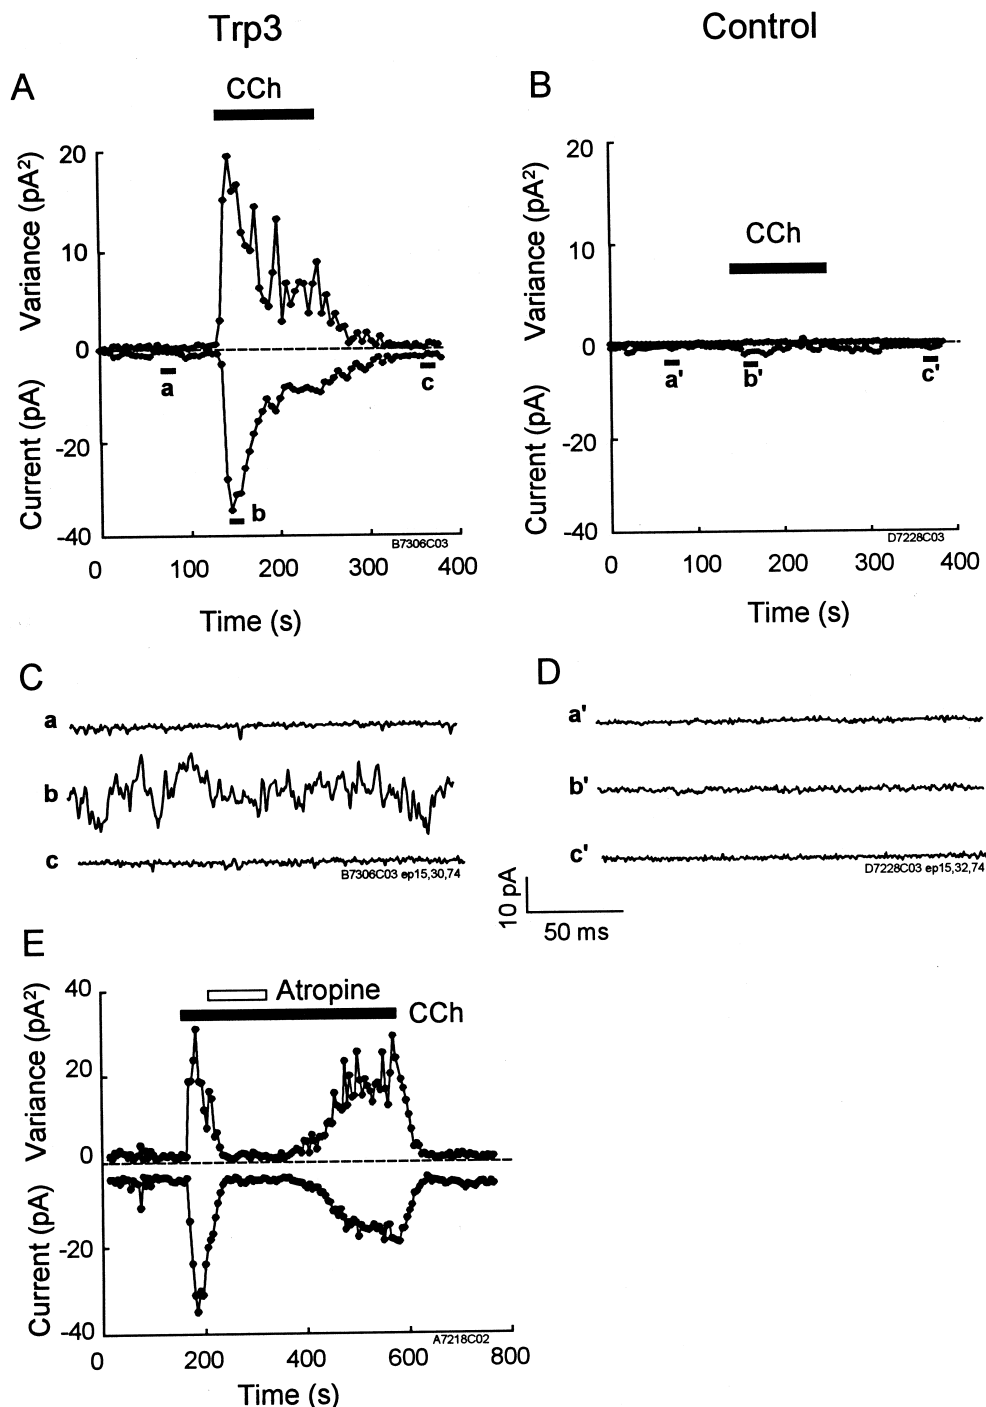 Trp3
Control
A
CCh
20
10
0
-20
-40
Variance (pA²)
Current (pA)
a
b
c
B7306C03
0 100 200 300 400
Time (s)
B
CCh
20
10
0
-20
-40
Variance (pA²)
Current (pA)
a'
b'
c'
D7228C03
0 100 200 300 400
Time (s)
C
a
b
c
B7306C03 ep15,30,74
D
a'
b'
c'
D7228C03 ep15,32,74
10 pA
50 ms
E
Atropine
CCh
40
20
0
-20
-40
Variance (pA²)
Current (pA)
A7218C02
0 200 400 600 800
Time (s)